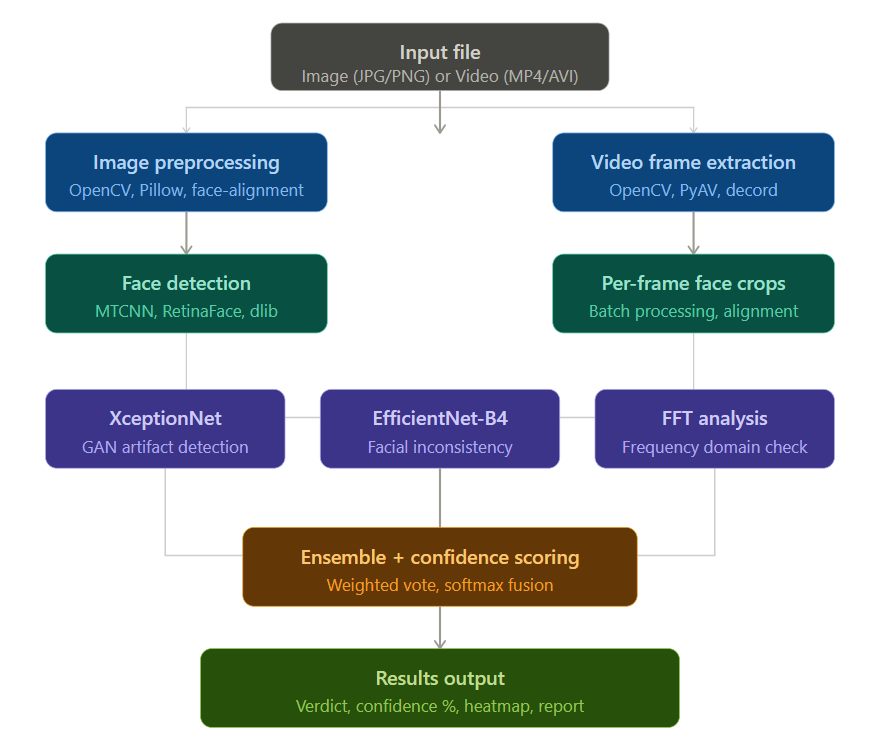 Input file
Image (JPG/PNG) or Video (MP4/AVI)
Image preprocessing
OpenCV, Pillow, face-alignment
Video frame extraction
OpenCV, PyAV, decord
Face detection
MTCNN, RetinaFace, dlib
Per-frame face crops
Batch processing, alignment
XceptionNet
GAN artifact detection
EfficientNet-B4
Facial inconsistency
FFT analysis
Frequency domain check
Ensemble + confidence scoring
Weighted vote, softmax fusion
Results output
Verdict, confidence %, heatmap, report